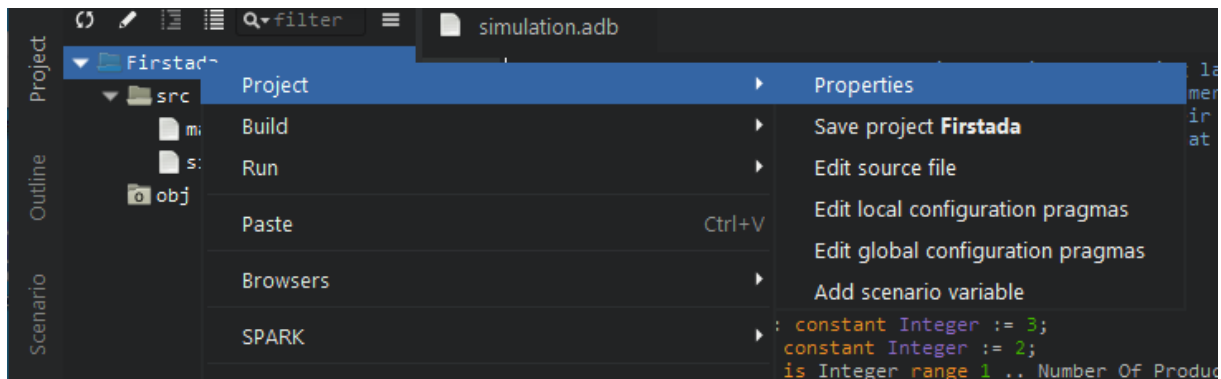 filter
simulation.adb
Project
Outline
Scenario
Firstada
src
obj
Project
Build
Run
Paste Ctrl+V
Browsers
SPARK
Properties
Save project Firstada
Edit source file
Edit local configuration pragmas
Edit global configuration pragmas
Add scenario variable
: constant Integer := 3;
constant Integer := 2;
is Integer range 1 .. Number Of Produc